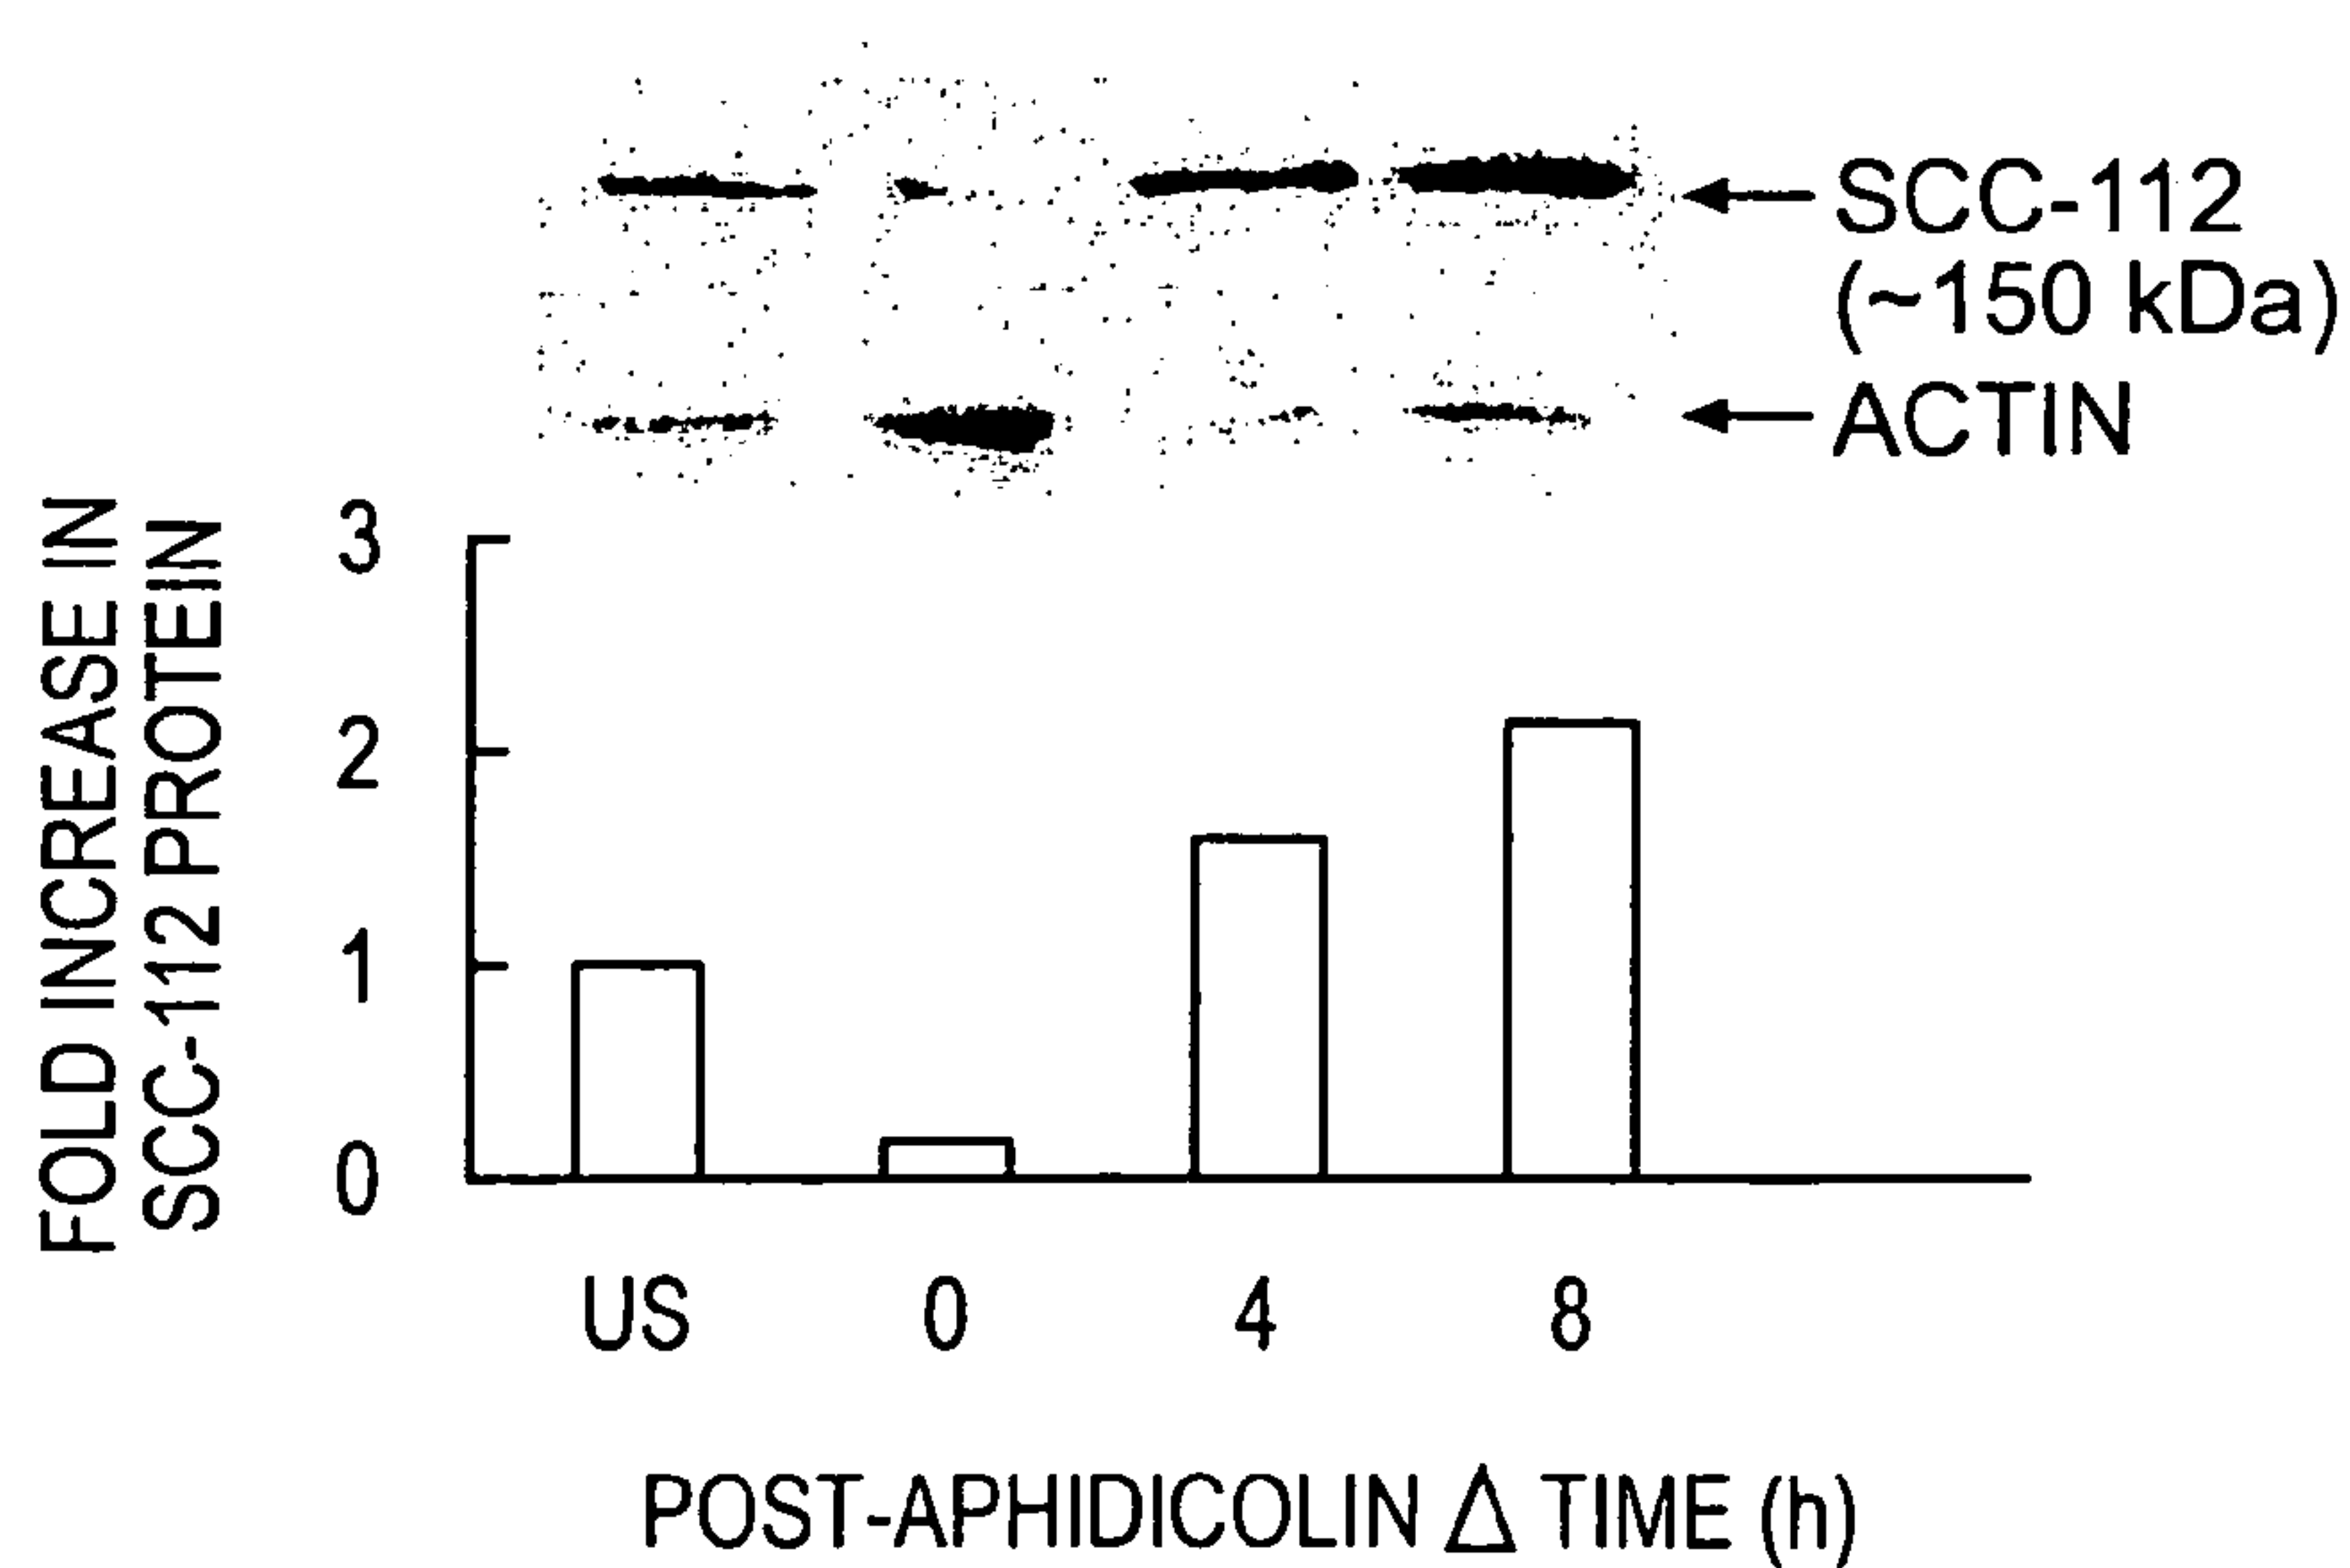 SCC-112
(~150 kDa)
ACTIN
FOLD INCREASE IN
SCC-112 PROTEIN
3
2
1
0
US 0 4 8
POST-APHIDICOLIN △ TIME (h)